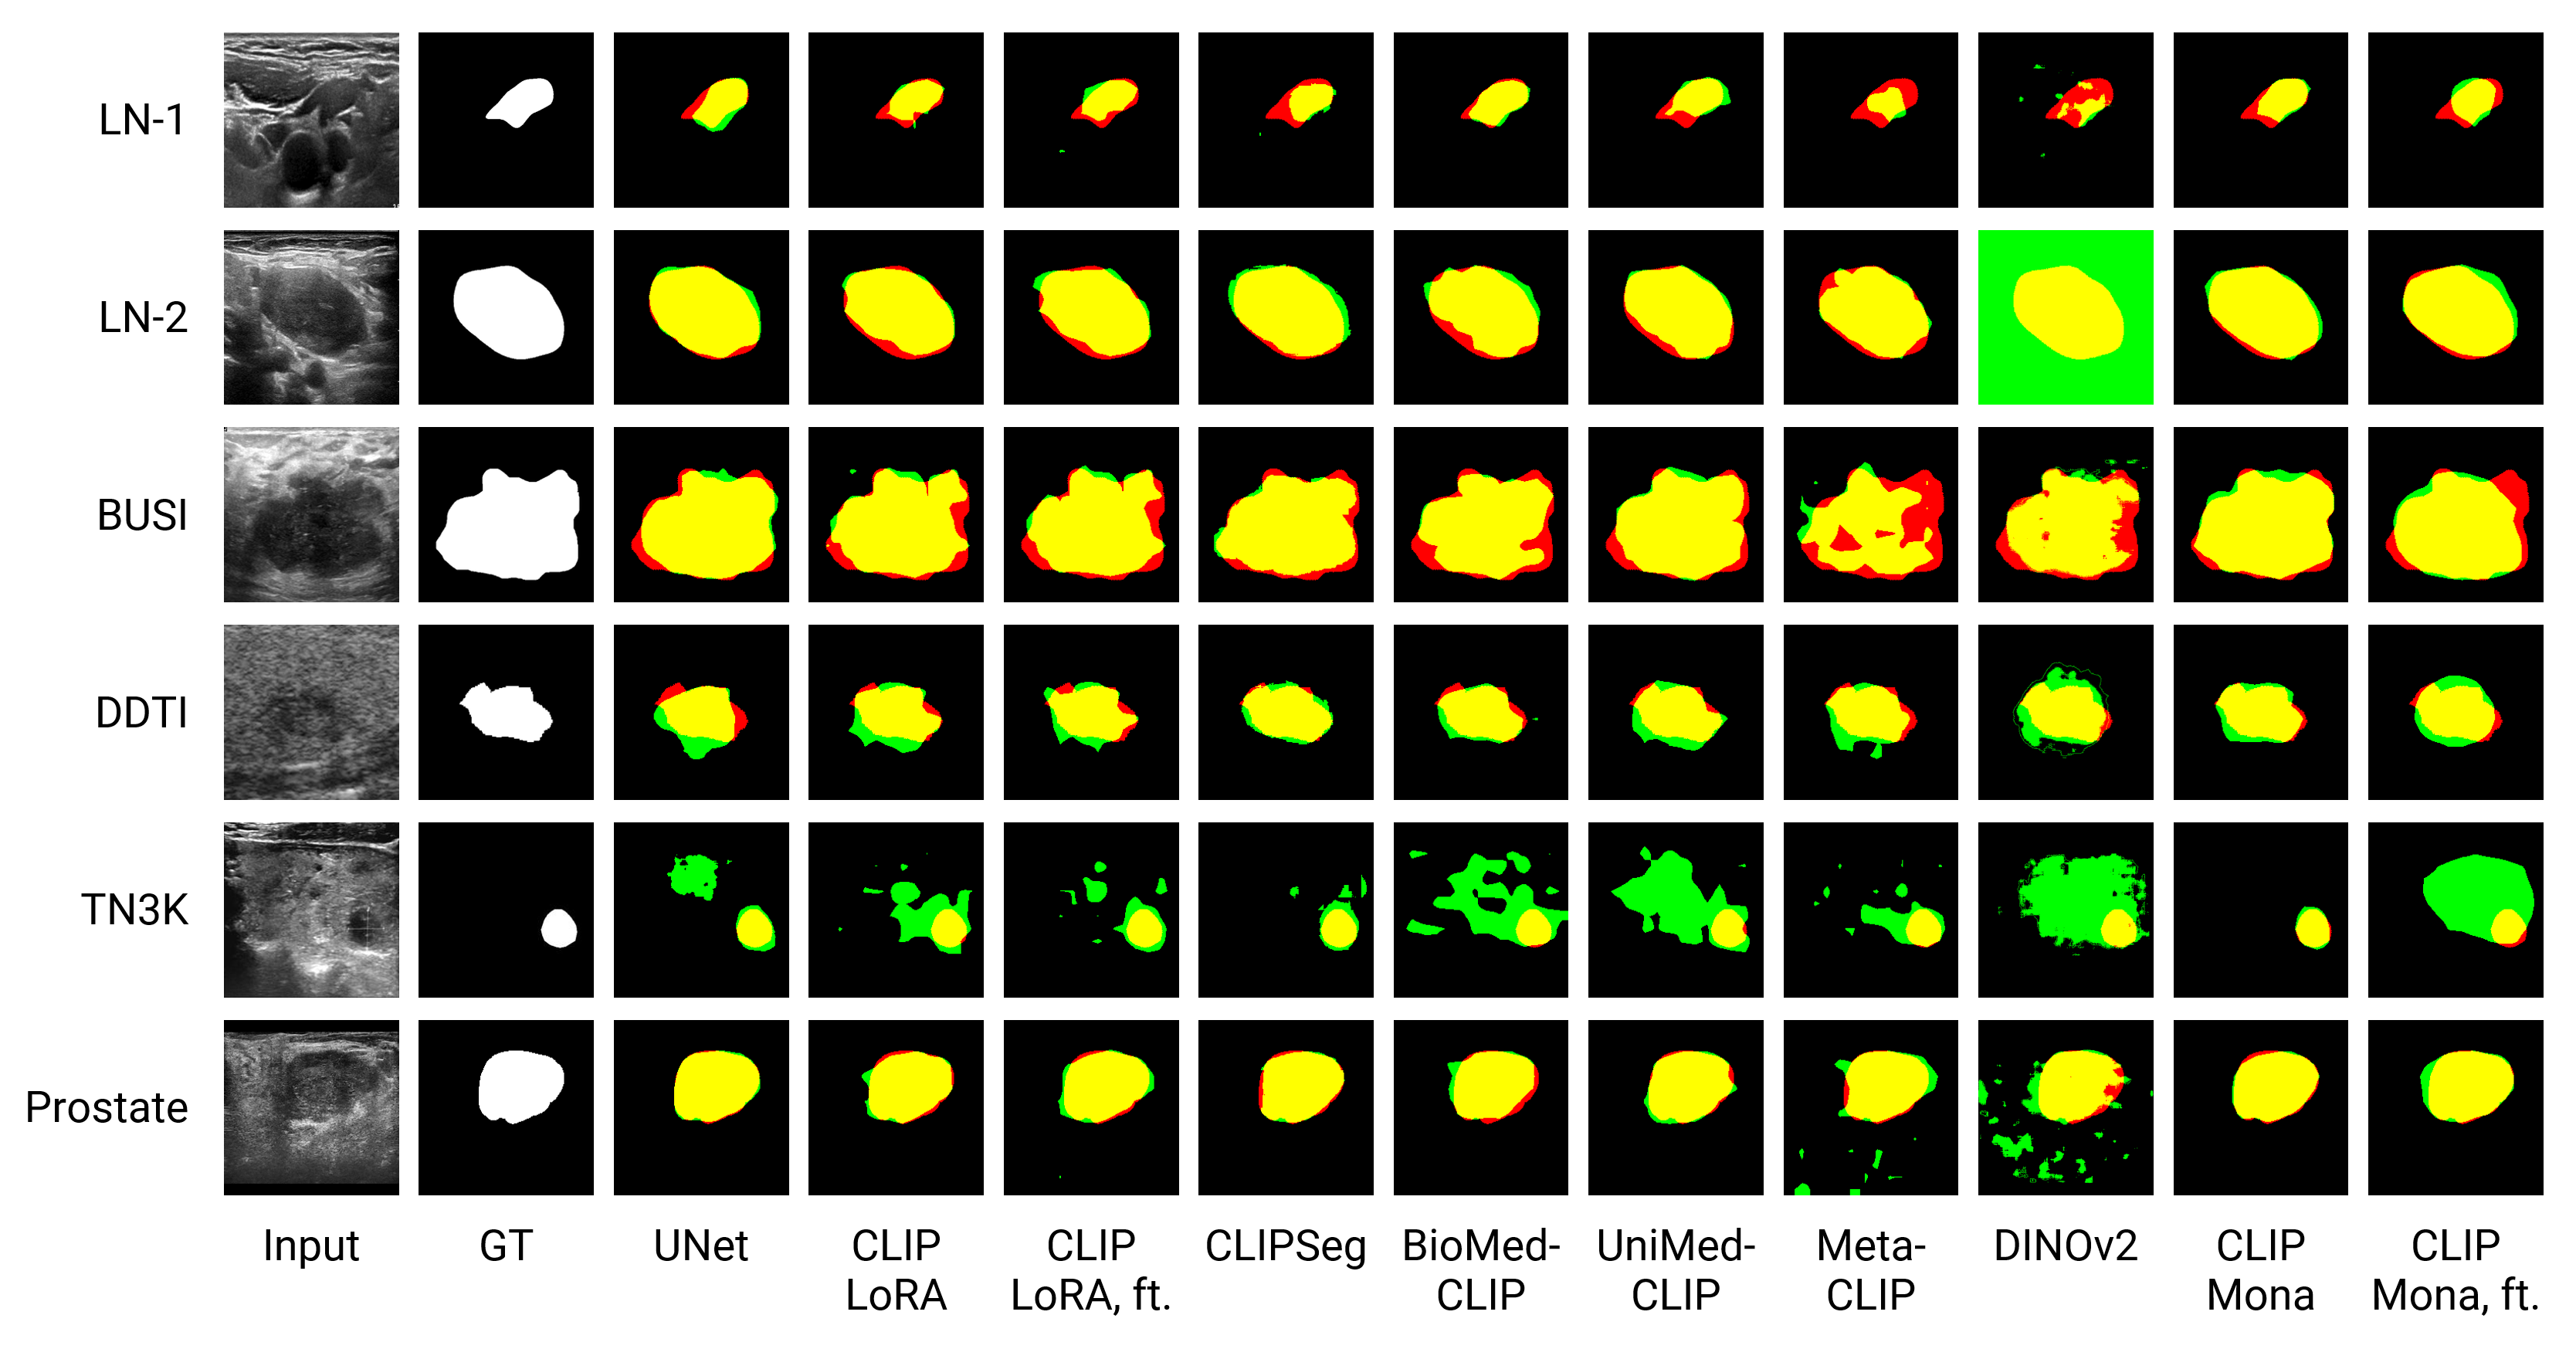 LN-1
LN-2
BUSI
DDTI
TN3K
Prostate
Input GT UNet CLIP LoRA CLIP LoRA, ft. CLIPSeg BioMed-CLIP UniMed-CLIP Meta-CLIP DINOv2 CLIP Mona CLIP Mona, ft.